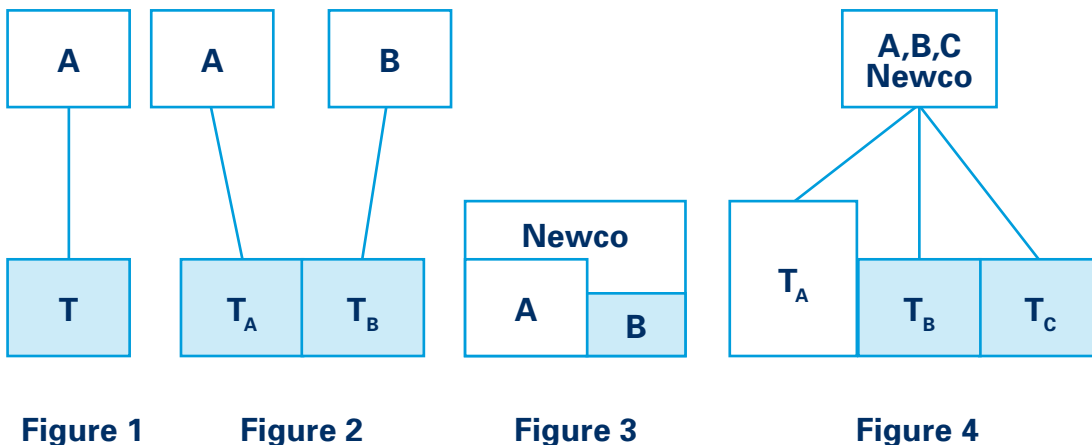 A
A
B
A,B,C
Newco
T
TA
TB
Newco
A
B
TA
TB
TC
Figure 1
Figure 2
Figure 3
Figure 4